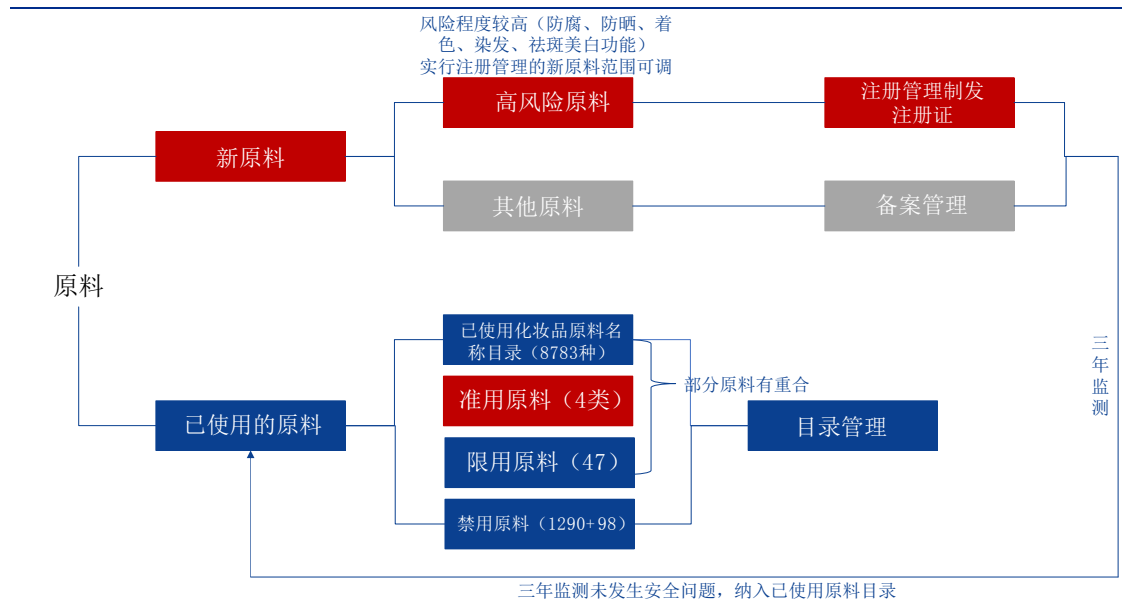 风险程度较高（防腐、防晒、着
色、染发、祛斑美白功能）
实行注册管理的新原料范围可调
高风险原料
注册管理制发
注册证
新原料
其他原料
备案管理
原料
已使用化妆品原料名
称目录（8783种）
部分原料有重合
准用原料（4类）
三年监测
已使用的原料
目录管理
限用原料（47）
禁用原料（1290+98）
三年监测未发生安全问题，纳入已使用原料目录